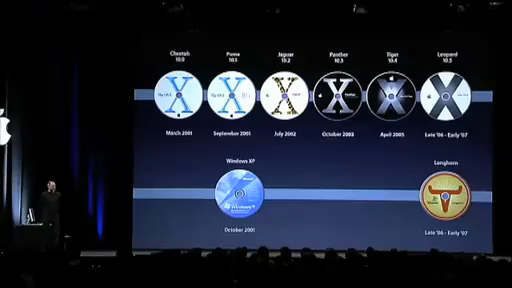 Cheetah
10.0
Puma
10.1
Jaguar
10.2
Panther
10.3
Tiger
10.4
Leopard
10.5
March 2001
September 2001
July 2002
October 2003
April 2005
Late '06 - Early '07
Windows XP
Longhorn
Windows
October 2001
Late '06 - Early '07